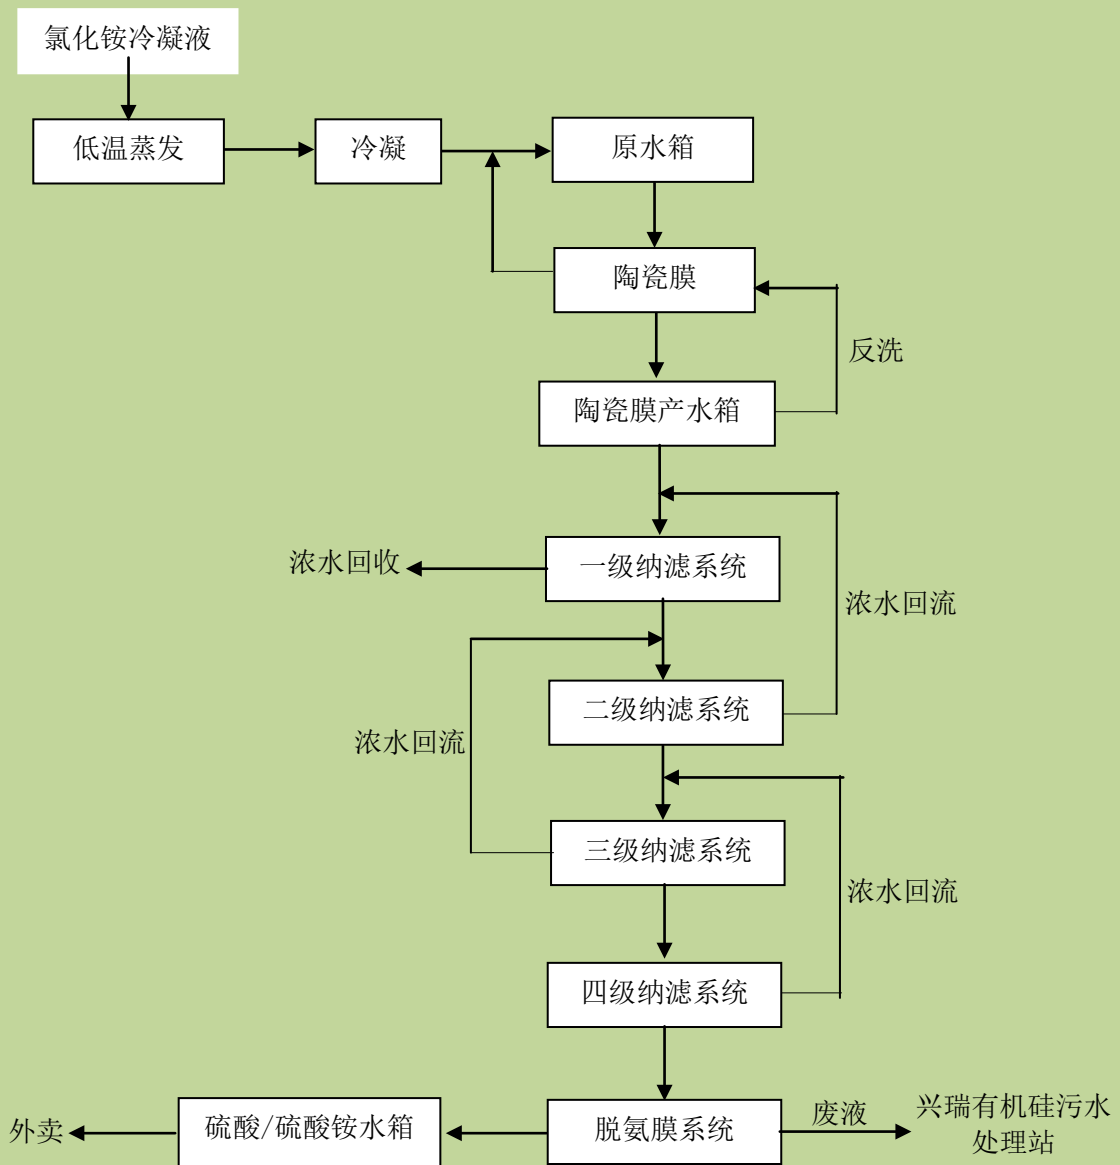 氯化铵冷凝液
低温蒸发
冷凝
原水箱
陶瓷膜
反洗
陶瓷膜产水箱
浓水回收
一级纳滤系统
浓水回流
二级纳滤系统
浓水回流
三级纳滤系统
浓水回流
四级纳滤系统
外卖
硫酸/硫酸铵水箱
脱氨膜系统
废液
兴瑞有机硅污水
处理站